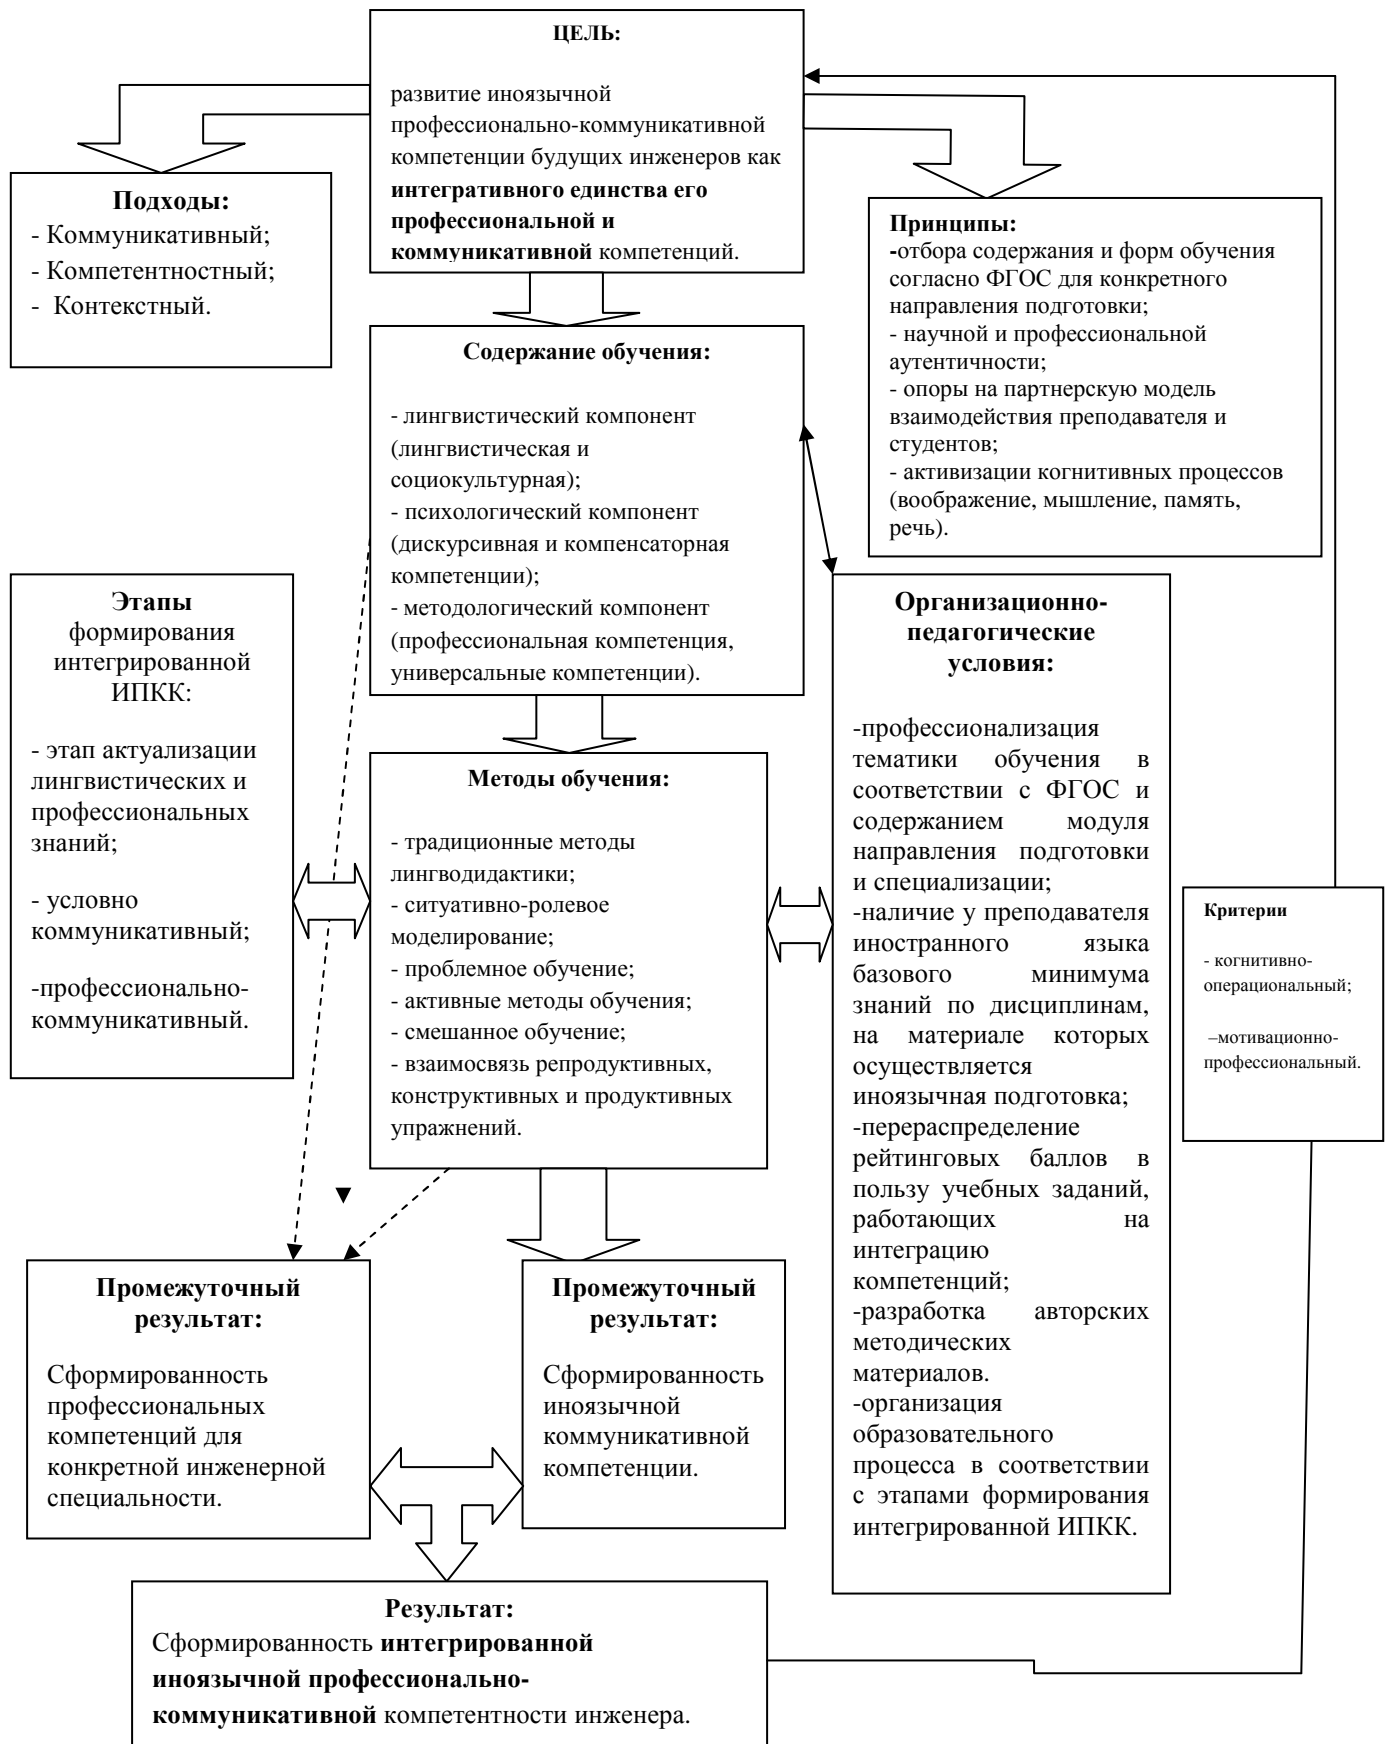 ЦЕЛЬ:
развитие иноязычной
профессионально-коммуникативной
компетенции будущих инженеров как
интегративного единства его
профессиональной и
коммуникативной компетенций.
Подходы:
- Коммуникативный;
- Компетентностный;
- Контекстный.
Принципы:
-отбора содержания и форм обучения
согласно ФГОС для конкретного
направления подготовки;
- научной и профессиональной
аутентичности;
- опоры на партнерскую модель
взаимодействия преподавателя и
студентов;
- активизации когнитивных процессов
(воображение, мышление, память,
речь).
Содержание обучения:
- лингвистический компонент
(лингвистическая и
социокультурная);
- психологический компонент
(дискурсивная и компенсаторная
компетенции);
- методологический компонент
(профессиональная компетенция,
универсальные компетенции).
Этапы
формирования
интегрированной
ИПКК:
- этап актуализации
лингвистических и
профессиональных
знаний;
- условно
коммуникативный;
-профессионально-
коммуникативный.
Методы обучения:
- традиционные методы
лингводидактики;
- ситуативно-ролевое
моделирование;
- проблемное обучение;
- активные методы обучения;
- смешанное обучение;
- взаимосвязь репродуктивных,
конструктивных и продуктивных
упражнений.
Организационно-
педагогические
условия:
-профессионализация
тематики обучения в
соответствии с ФГОС и
содержанием модуля
направления подготовки
и специализации;
-наличие у преподавателя
иностранного языка
базового минимума
знаний по дисциплинам,
на материале которых
осуществляется
иноязычная подготовка;
-перераспределение
рейтинговых баллов в
пользу учебных заданий,
работающих на
интеграцию
компетенций;
-разработка авторских
методических
материалов.
-организация
образовательного
процесса в соответствии
с этапами формирования
интегрированной ИПКК.
Критерии
- когнитивно-
операциональный;
–мотивационно-
профессиональный.
Промежуточный
результат:
Сформированность
профессиональных
компетенций для
конкретной инженерной
специальности.
Промежуточный
результат:
Сформированность
иноязычной
коммуникативной
компетенции.
Результат:
Сформированность интегрированной
иноязычной профессионально-
коммуникативной компетентности инженера.